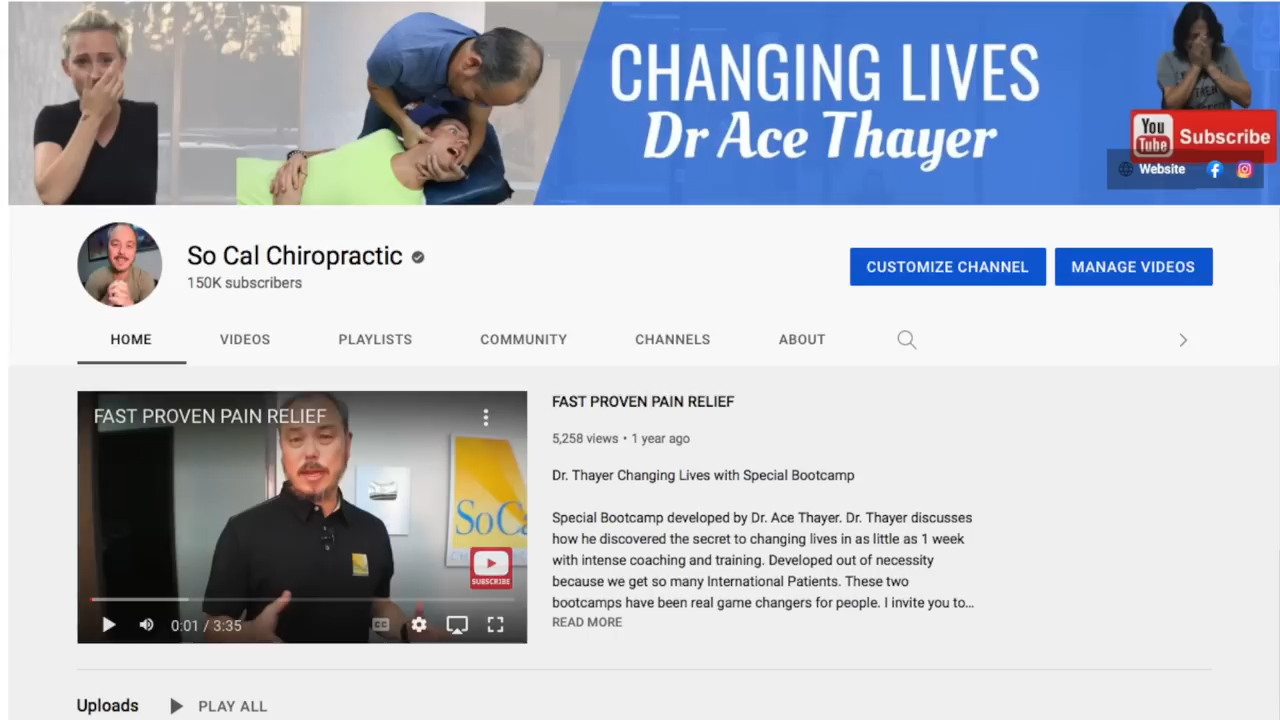 CHANGING LIVES
Dr Ace Thayer
You
Tube
Subscribe
Website
So Cal Chiropractic
150K subscribers
CUSTOMIZE CHANNEL
MANAGE VIDEOS
HOME
VIDEOS
PLAYLISTS
COMMUNITY
CHANNELS
ABOUT
FAST PROVEN PAIN RELIEF
SoCa
SUBSCRIBE
0:01 / 3:35
CC
FAST PROVEN PAIN RELIEF
5,258 views • 1 year ago
Dr. Thayer Changing Lives with Special Bootcamp
Special Bootcamp developed by Dr. Ace Thayer. Dr. Thayer discusses
how he discovered the secret to changing lives in as little as 1 week
with intense coaching and training. Developed out of necessity
because we get so many International Patients. These two
bootcamps have been real game changers for people. I invite you to...
READ MORE
Uploads
PLAY ALL